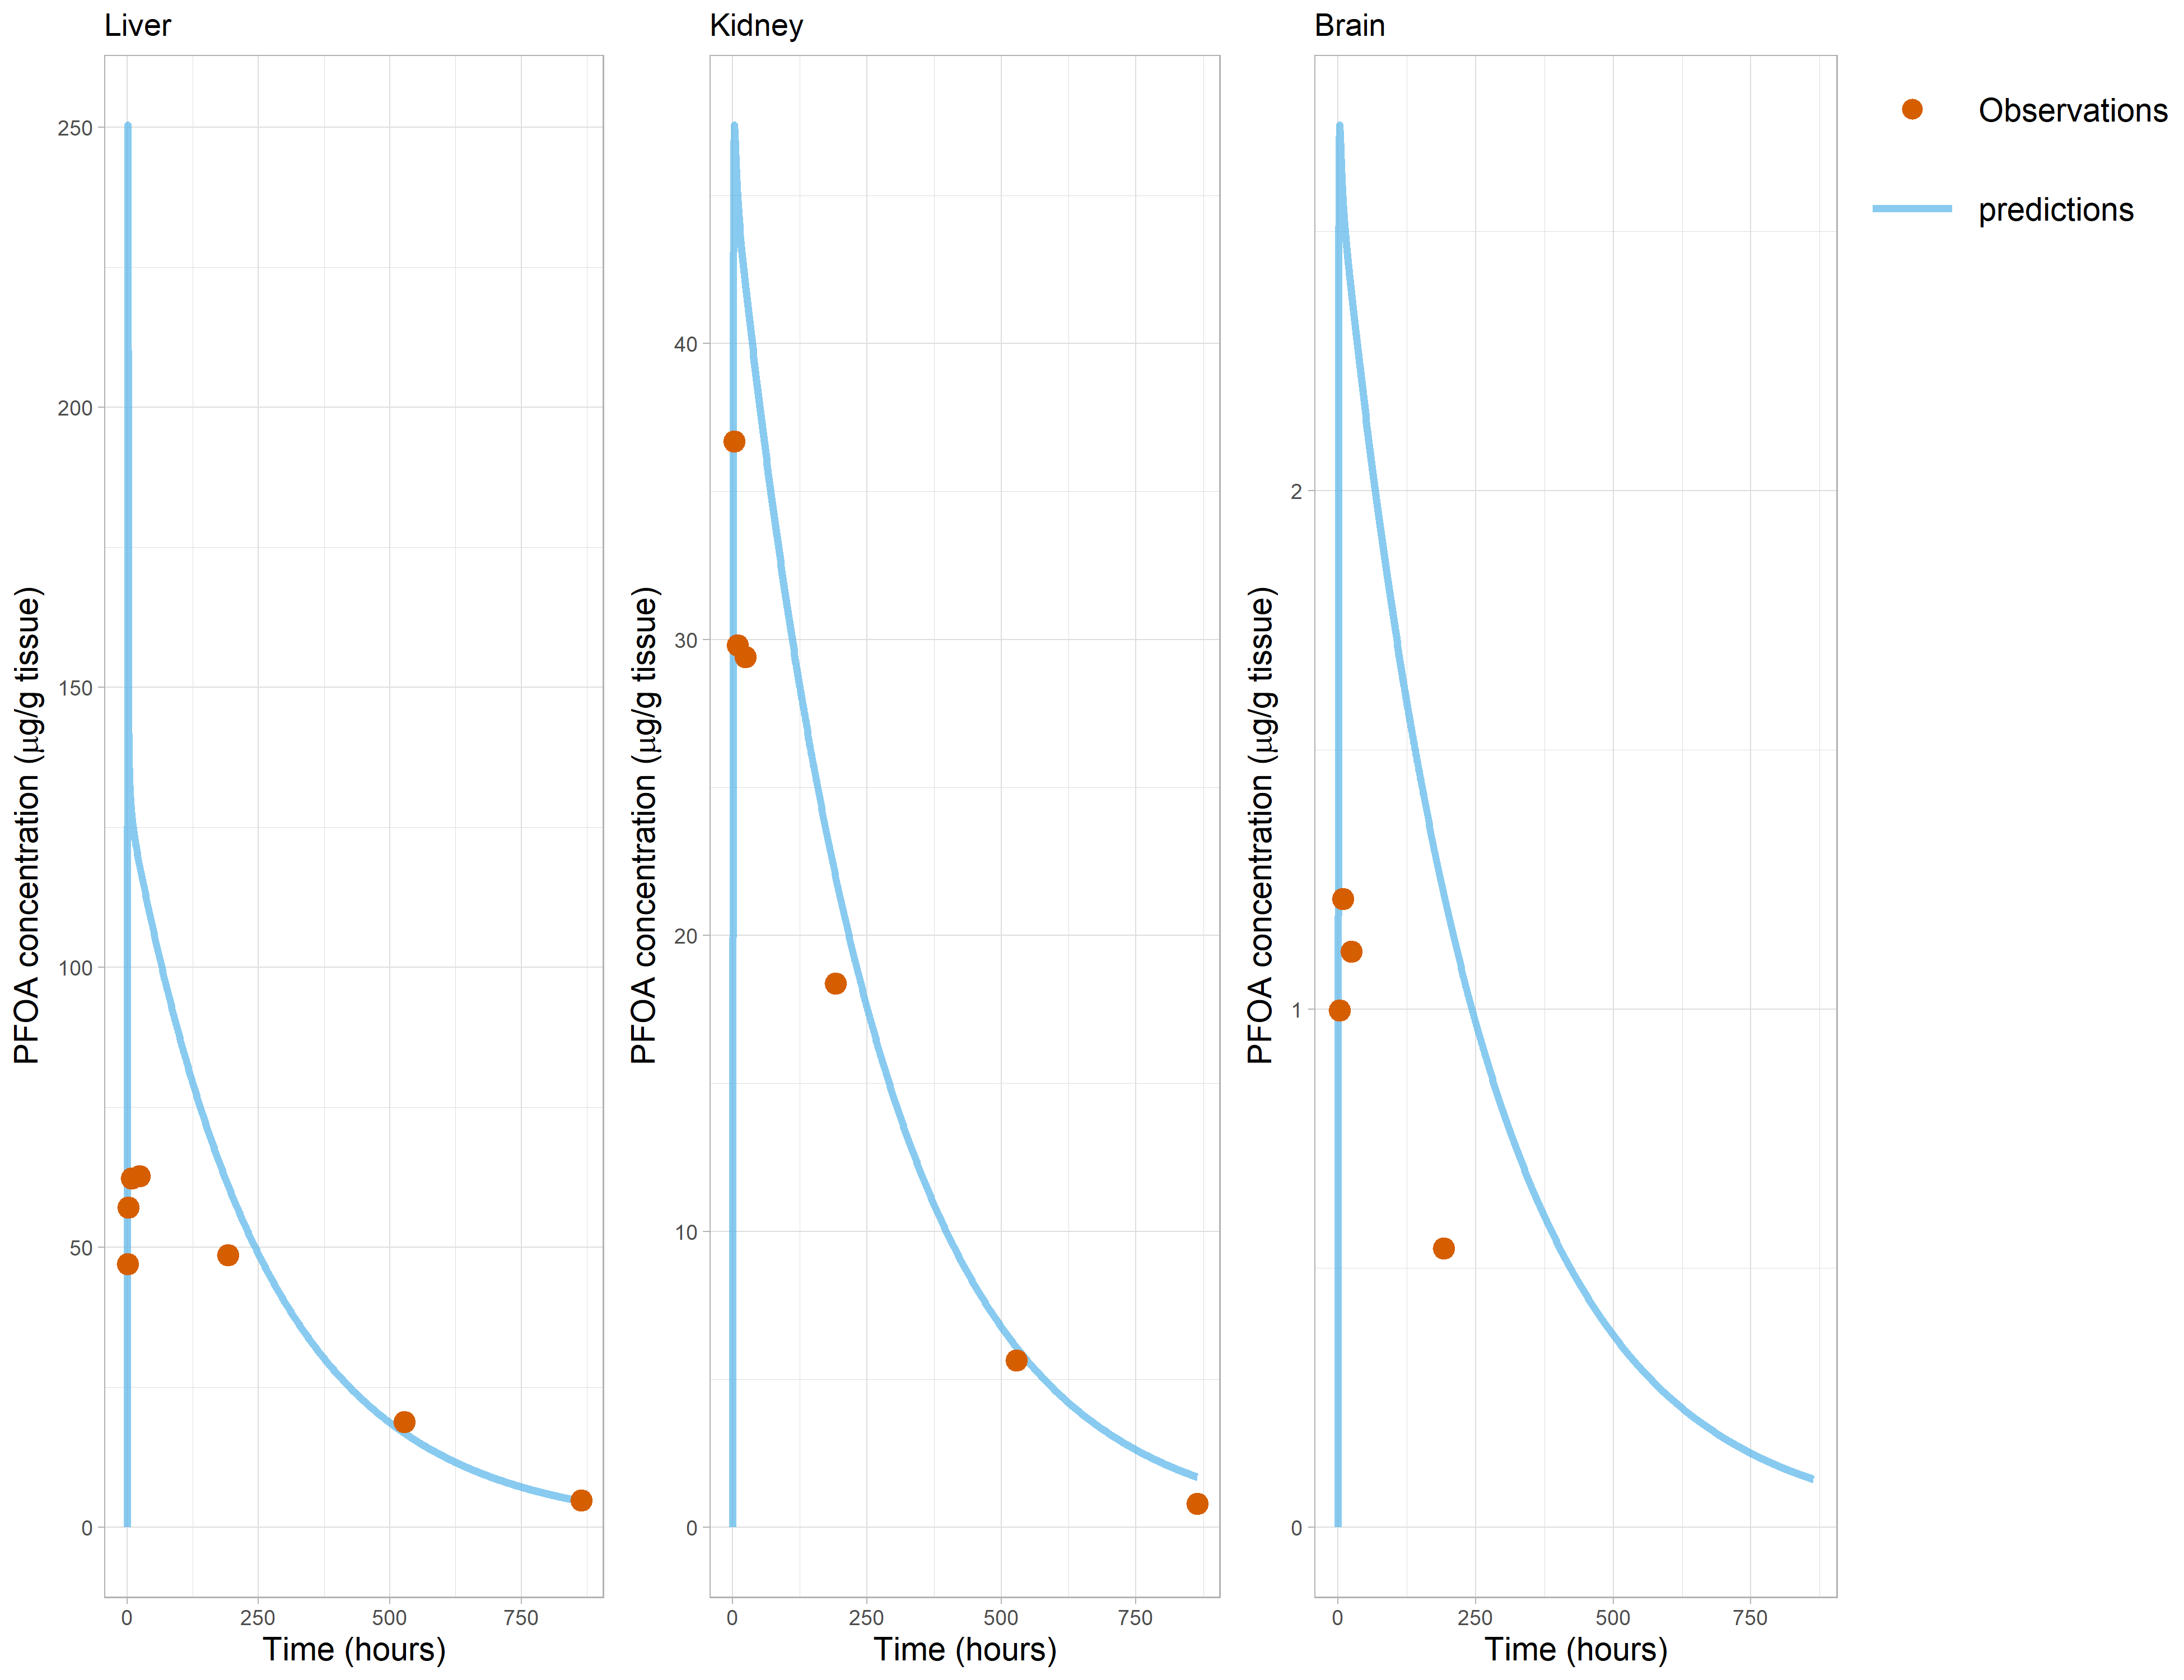 Liver
PFOA concentration (μg/g tissue)
250
200
150
100
50
0
0 250 500 750
Time (hours)
Kidney
PFOA concentration (μg/g tissue)
40
30
20
10
0
0 250 500 750
Time (hours)
Brain
PFOA concentration (μg/g tissue)
2
1
0
0 250 500 750
Time (hours)
Observations
predictions